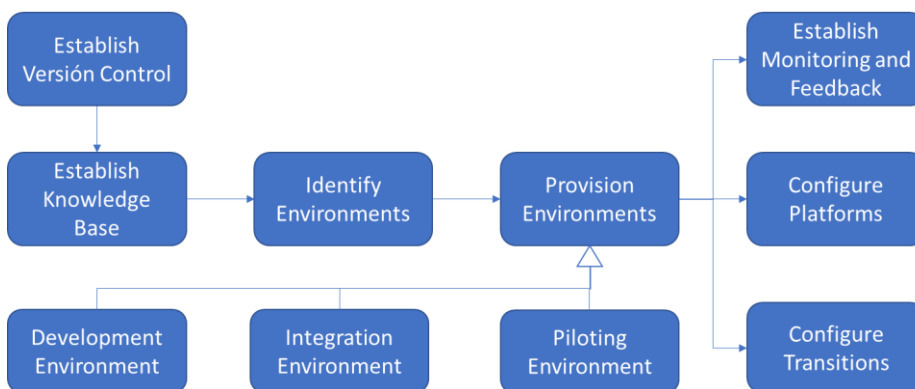 Establish
Versión Control
Establish
Monitoring and
Feedback
Establish
Knowledge
Base
Identify
Environments
Provision
Environments
Configure
Platforms
Development
Environment
Integration
Environment
Piloting
Environment
Configure
Transitions